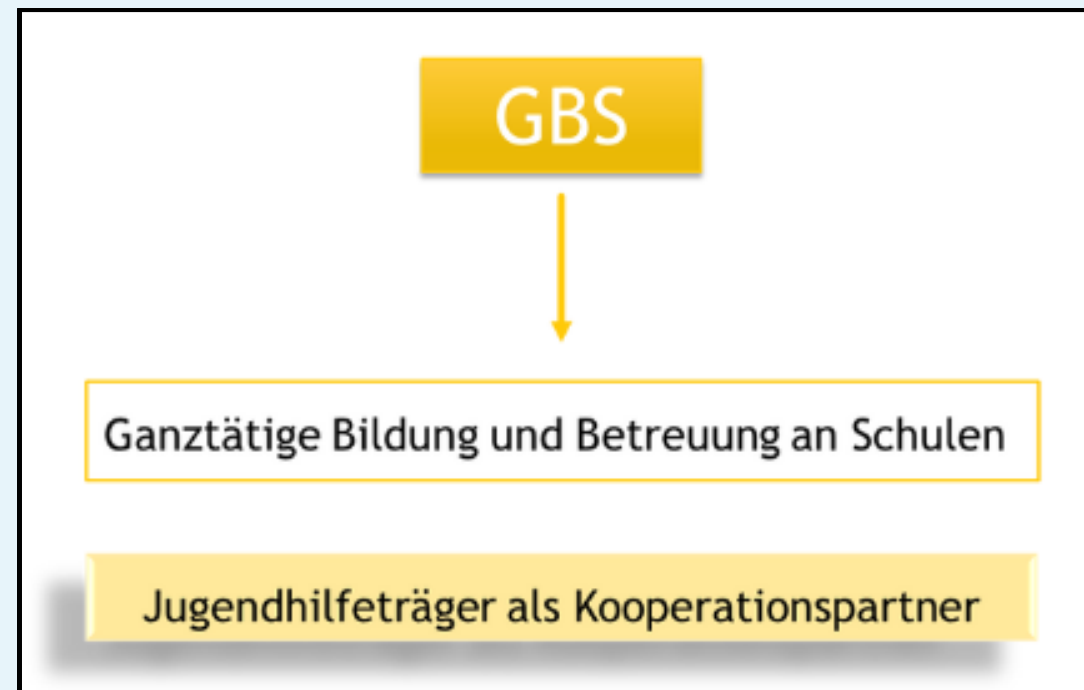 GBS
Ganztätige Bildung und Betreuung an Schulen
Jugendhilfeträger als Kooperationspartner